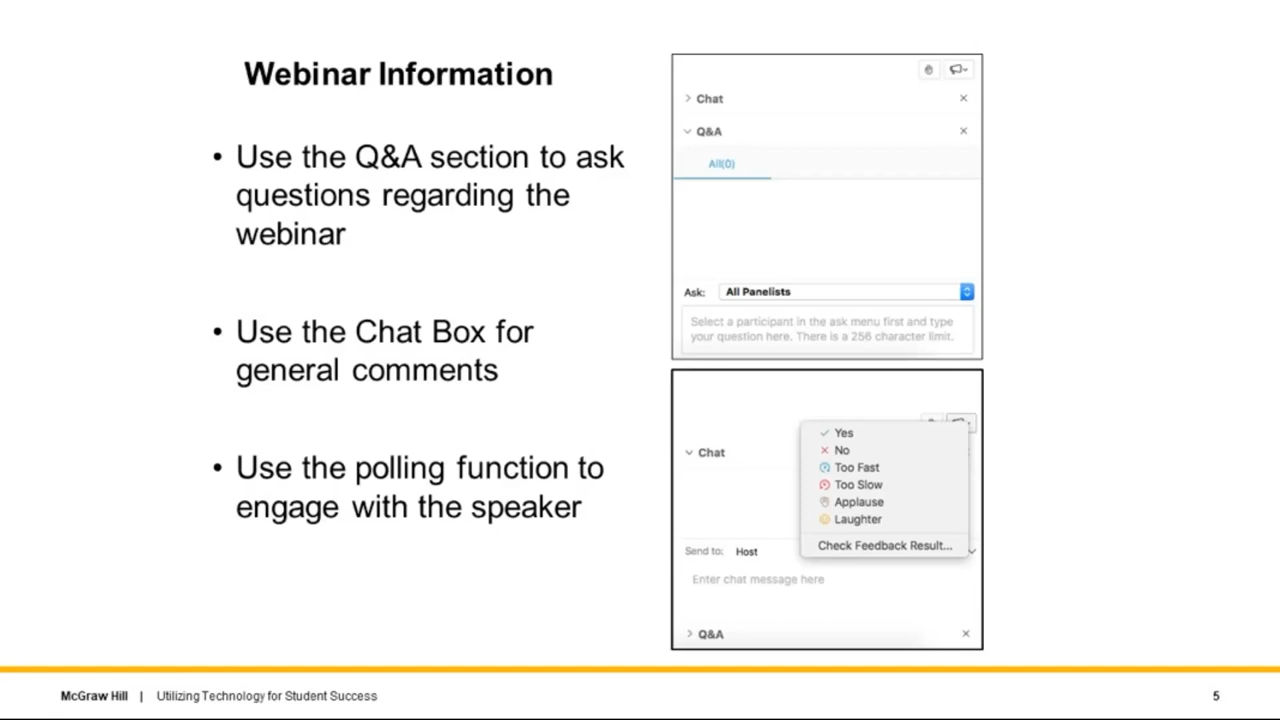 Webinar Information
• Use the Q&A section to ask
questions regarding the
webinar
• Use the Chat Box for
general comments
• Use the polling function to
engage with the speaker
Chat
Q&A
All(0)
Ask: All Panelists
Select a participant in the ask menu first and type
your question here. There is a 256 character limit.
Yes
No
Chat
Too Fast
Too Slow
Applause
Laughter
Check Feedback Result...
Send to: Host
Enter chat message here
Q&A
McGraw Hill | Utilizing Technology for Student Success
5